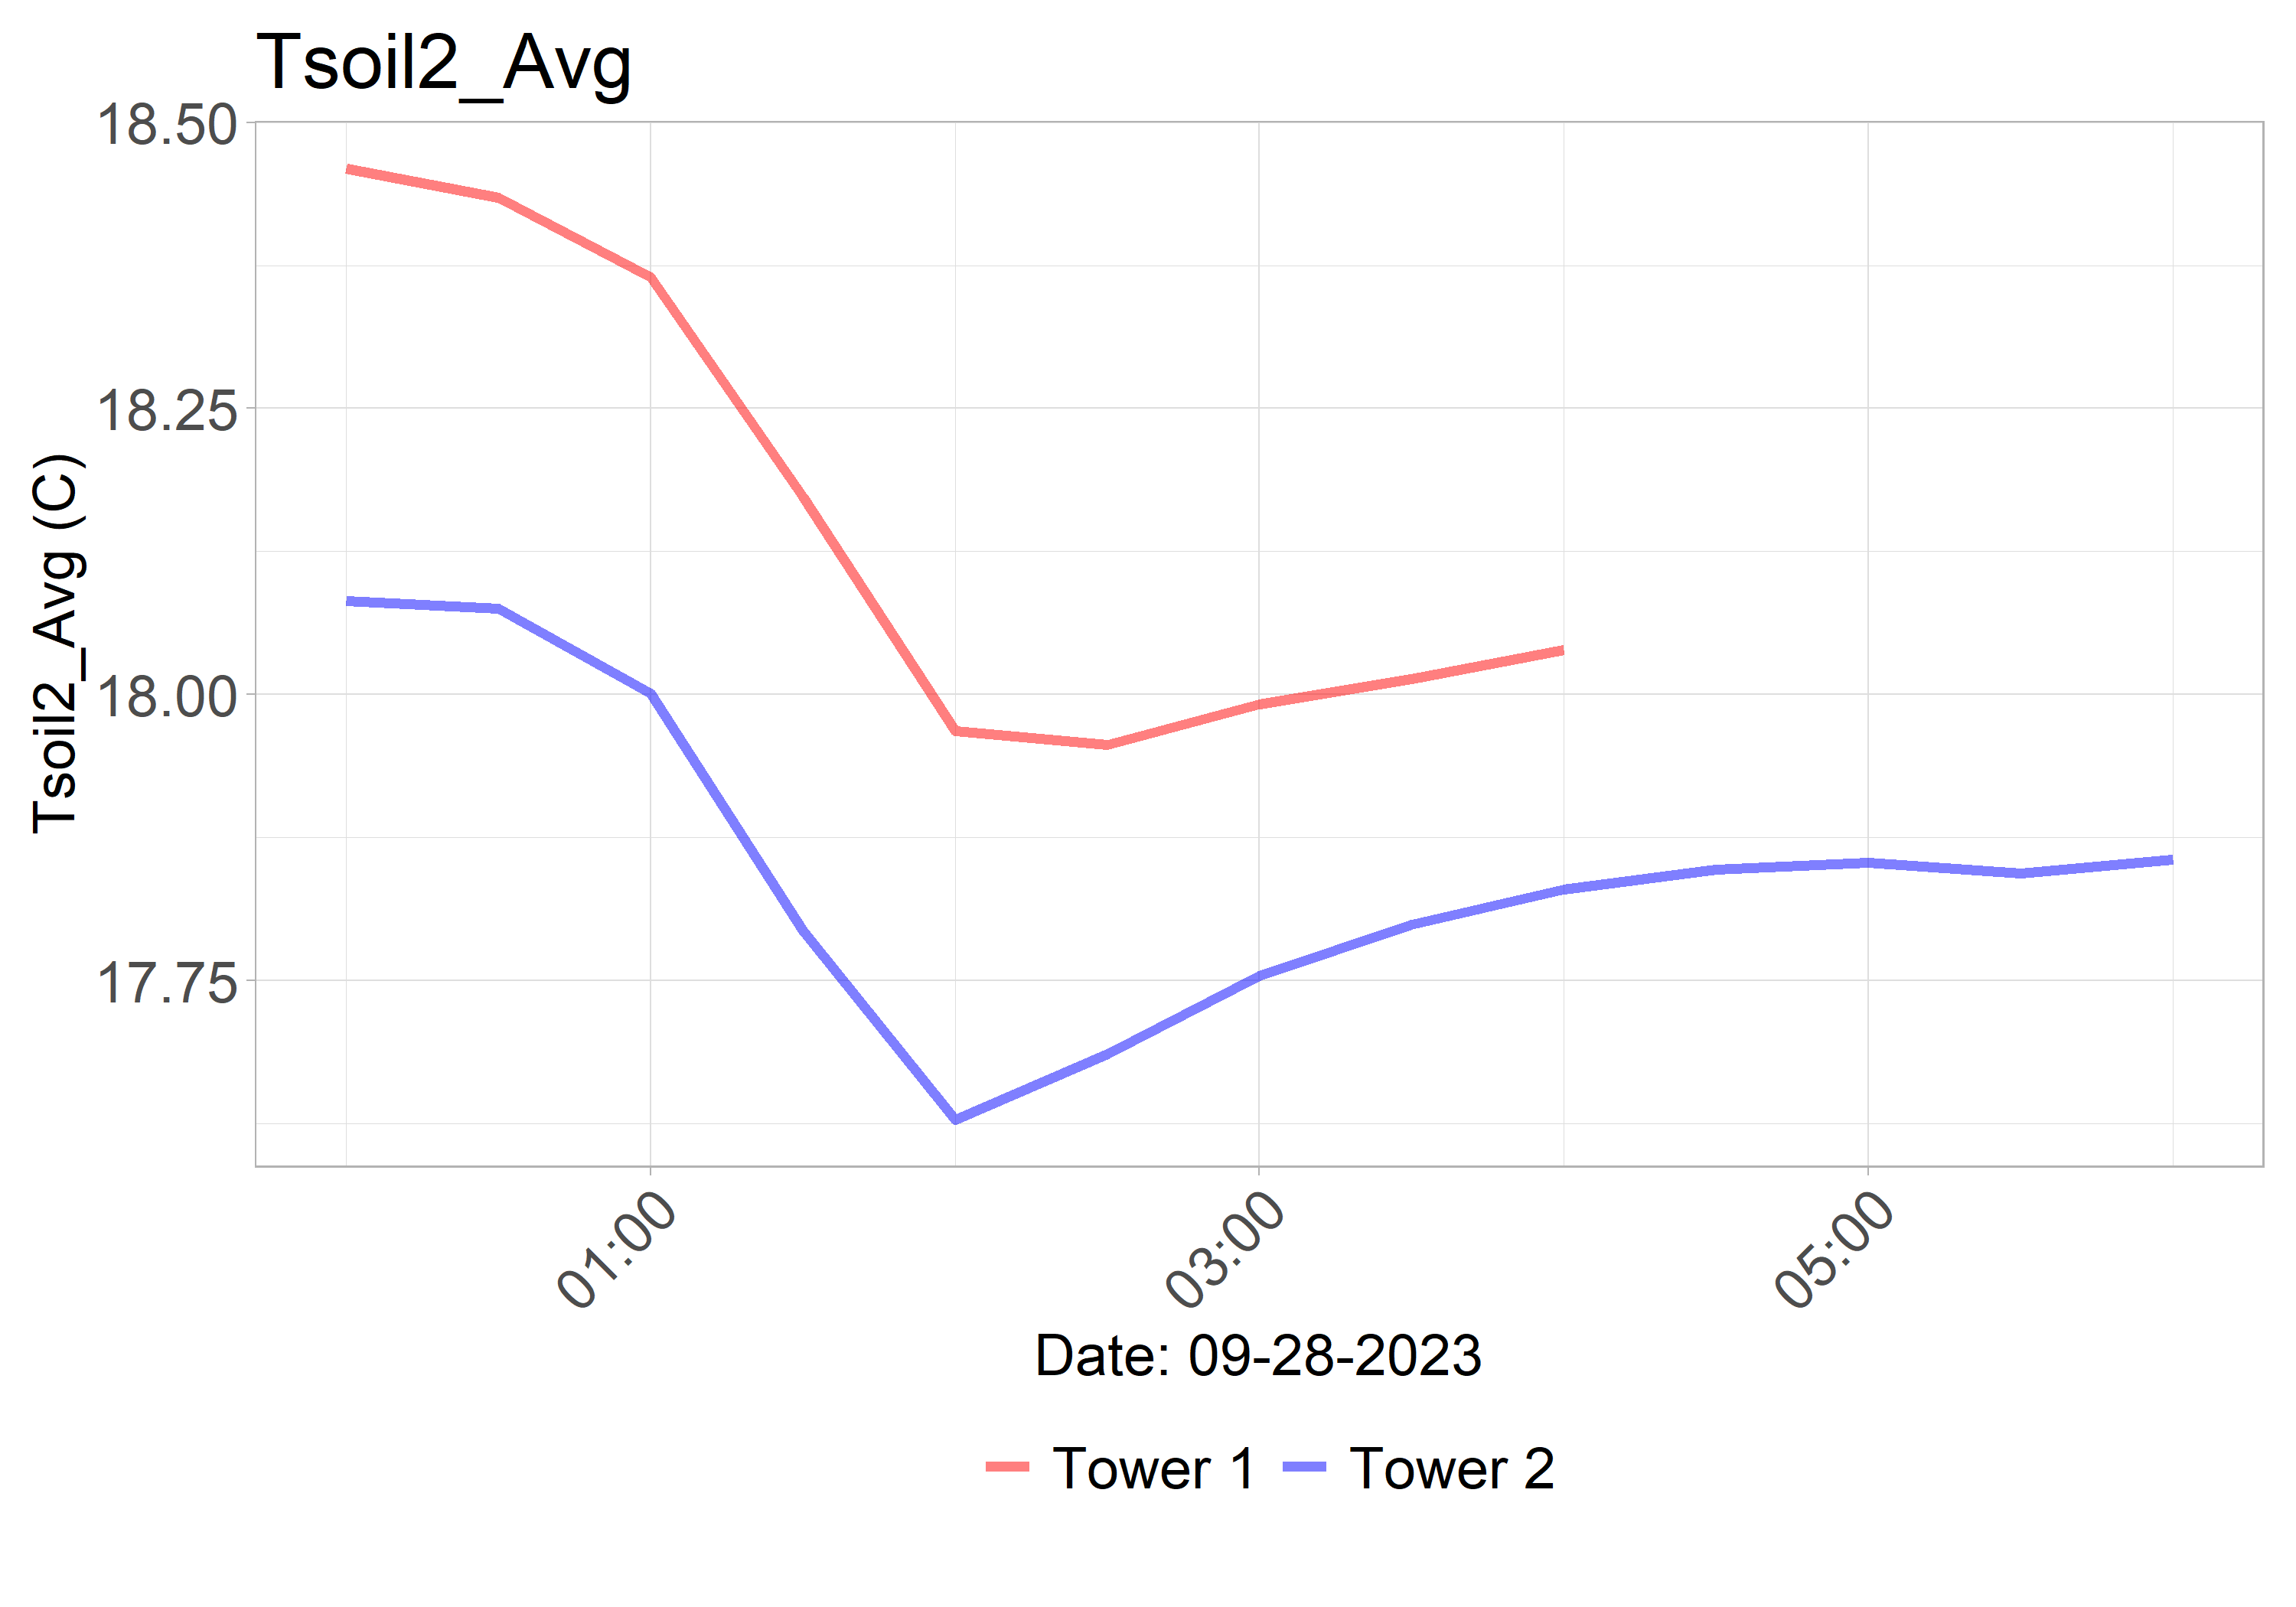 Tsoil2_Avg
Tsoil2_Avg (C)
18.50
18.25
18.00
17.75
01:00
03:00
05:00
Date: 09-28-2023
Tower 1
Tower 2